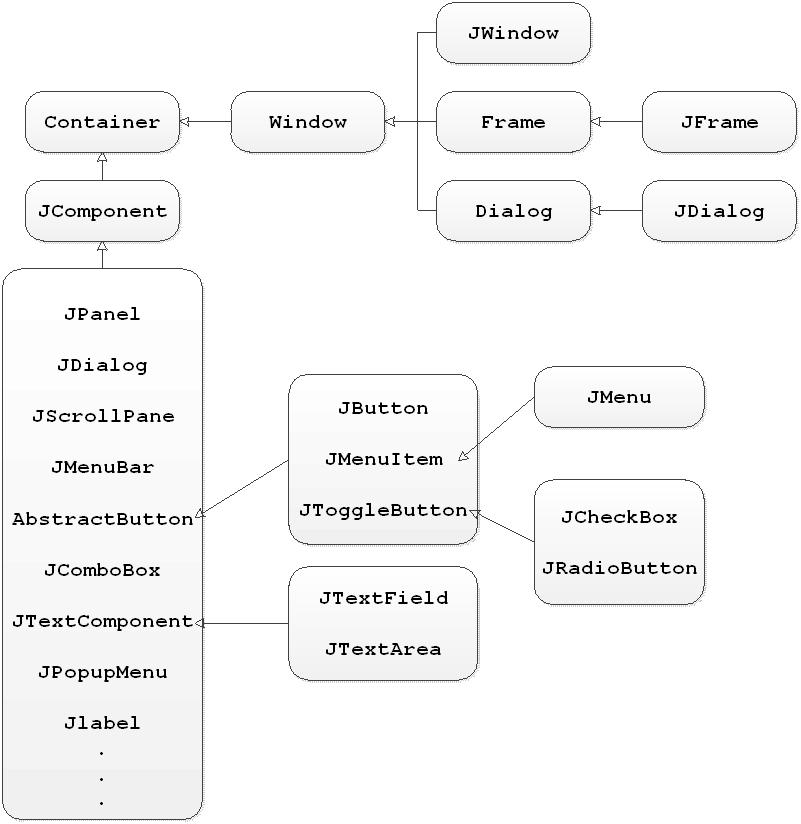 JWindow
Container
Window
Frame
JFrame
JComponent
Dialog
JDialog
JPanel
JDialog
JScrollPane
JMenuBar
AbstractButton
JComboBox
JTextComponent
JPopupMenu
Jlabel
.
.
.
JButton
JMenuItem
JToggleButton
JMenu
JCheckBox
JRadioButton
JTextField
JTextArea